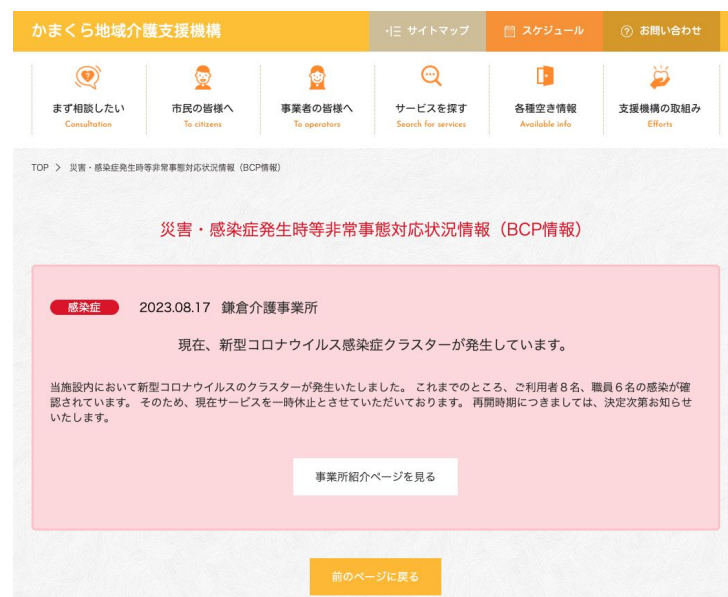 かまくら地域介護支援機構
サイトマップ
スケジュール
お問い合わせ
まず相談したい
Consultation
市民の皆様へ
To citizens
事業者の皆様へ
To operators
サービスを探す
Search for services
各種空き情報
Available info
支援機構の取組み
Efforts
TOP > 災害・感染症発生時等非常事態対応状況情報（BCP情報）
災害・感染症発生時等非常事態対応状況情報（BCP情報）
感染症 2023.08.17 鎌倉介護事業所
現在、新型コロナウイルス感染症クラスターが発生しています。
当施設内において新型コロナウイルスのクラスターが発生いたしました。 これまでのところ、ご利用者８名、職員６名の感染が確
認されています。 そのため、現在サービスを一時休止とさせていただいております。 再開時期につきましては、決定次第お知らせ
いたします。
事業所紹介ページを見る
前のページに戻る